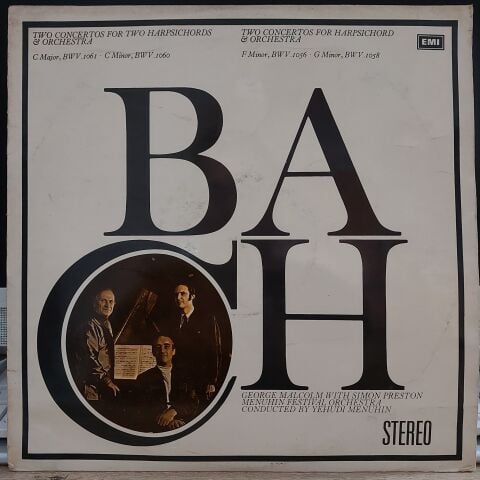 TWO CONCERTOS FOR TWO HARPSICHORDS
& ORCHESTRA
C Major, BWV.1061 · C Minor, BWV.1060
TWO CONCERTOS FOR HARPSICHORD
& ORCHESTRA
F Minor, BWV.1056 · G Minor, BWV.1058
EMI
BA
CH
GEORGE MALCOLM WITH SIMON PRESTON
MENUHIN FESTIVAL ORCHESTRA
CONDUCTED BY YEHUDI MENUHIN
STEREO